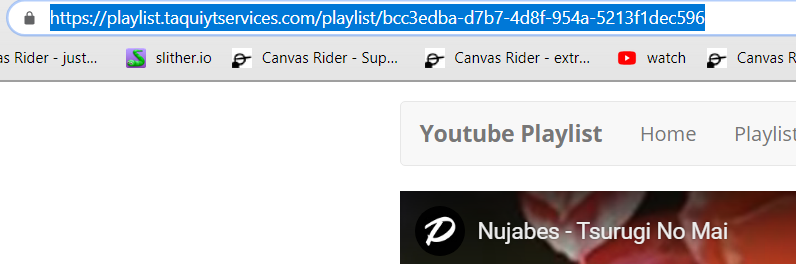 https://playlist.taquiytservices.com/playlist/bcc3edba-d7b7-4d8f-954a-5213f1dec596
as Rider - just... slither.io Canvas Rider - Sup... Canvas Rider - extr... watch Canvas R
Youtube Playlist Home Playlist
Nujabes - Tsurugi No Mai